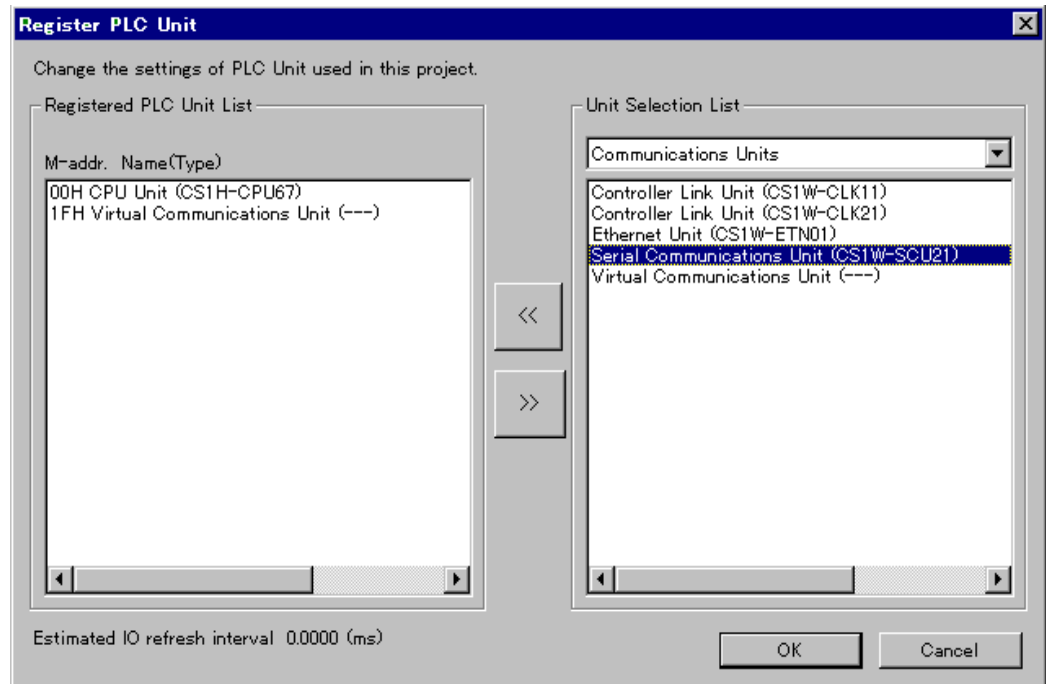 Register PLC Unit
Change the settings of PLC Unit used in this project.
Registered PLC Unit List
M-addr. Name(Type)
00H CPU Unit (CS1H-CPU67)
1FH Virtual Communications Unit (---)
<<
>>
Unit Selection List
Communications Units
Controller Link Unit (CS1W-CLK11)
Controller Link Unit (CS1W-CLK21)
Ethernet Unit (CS1W-ETN01)
Serial Communications Unit (CS1W-SCU21)
Virtual Communications Unit (---)
Estimated IO refresh interval 0.0000 (ms)
OK
Cancel